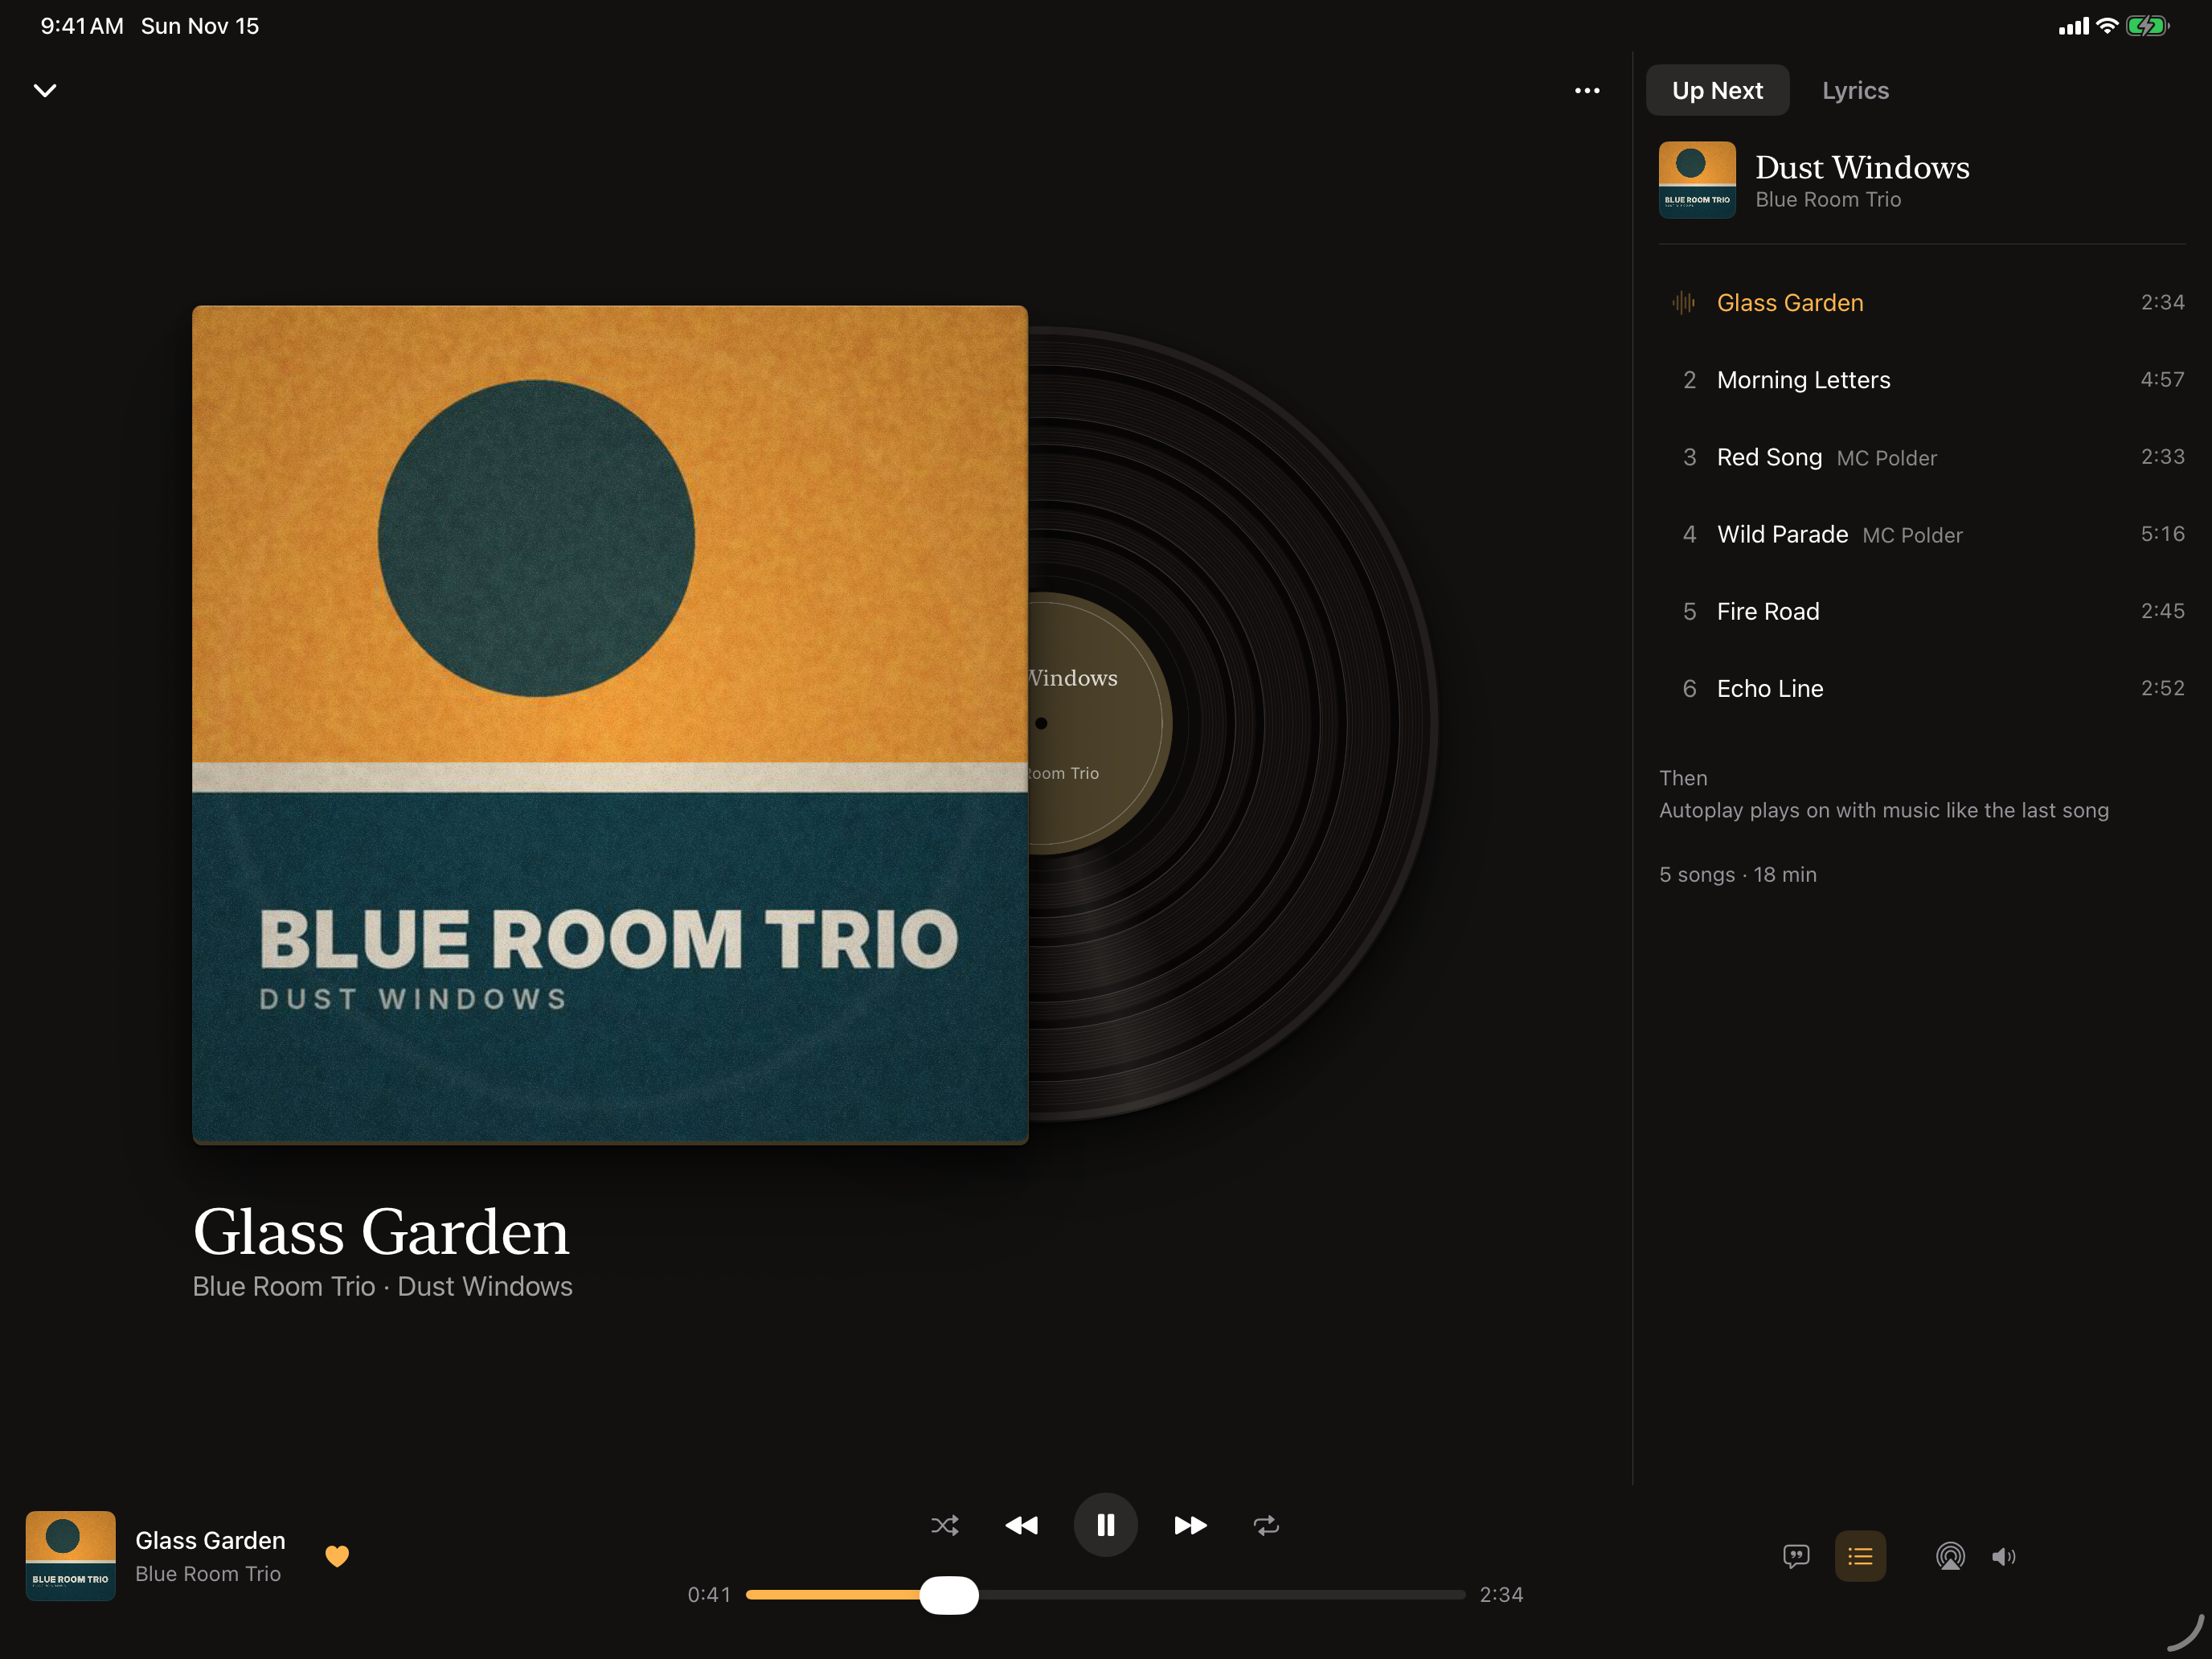 9:41 AM Sun Nov 15
Up Next Lyrics
Dust Windows
Blue Room Trio
Glass Garden 2:34
2 Morning Letters 4:57
3 Red Song MC Polder 2:33
4 Wild Parade MC Polder 5:16
5 Fire Road 2:45
6 Echo Line 2:52
Then
Autoplay plays on with music like the last song
5 songs · 18 min
BLUE ROOM TRIO
DUST WINDOWS
Windows
Room Trio
BLUE ROOM TRIO
Glass Garden
Blue Room Trio · Dust Windows
BLUE ROOM TRIO
Glass Garden
Blue Room Trio
0:41 2:34